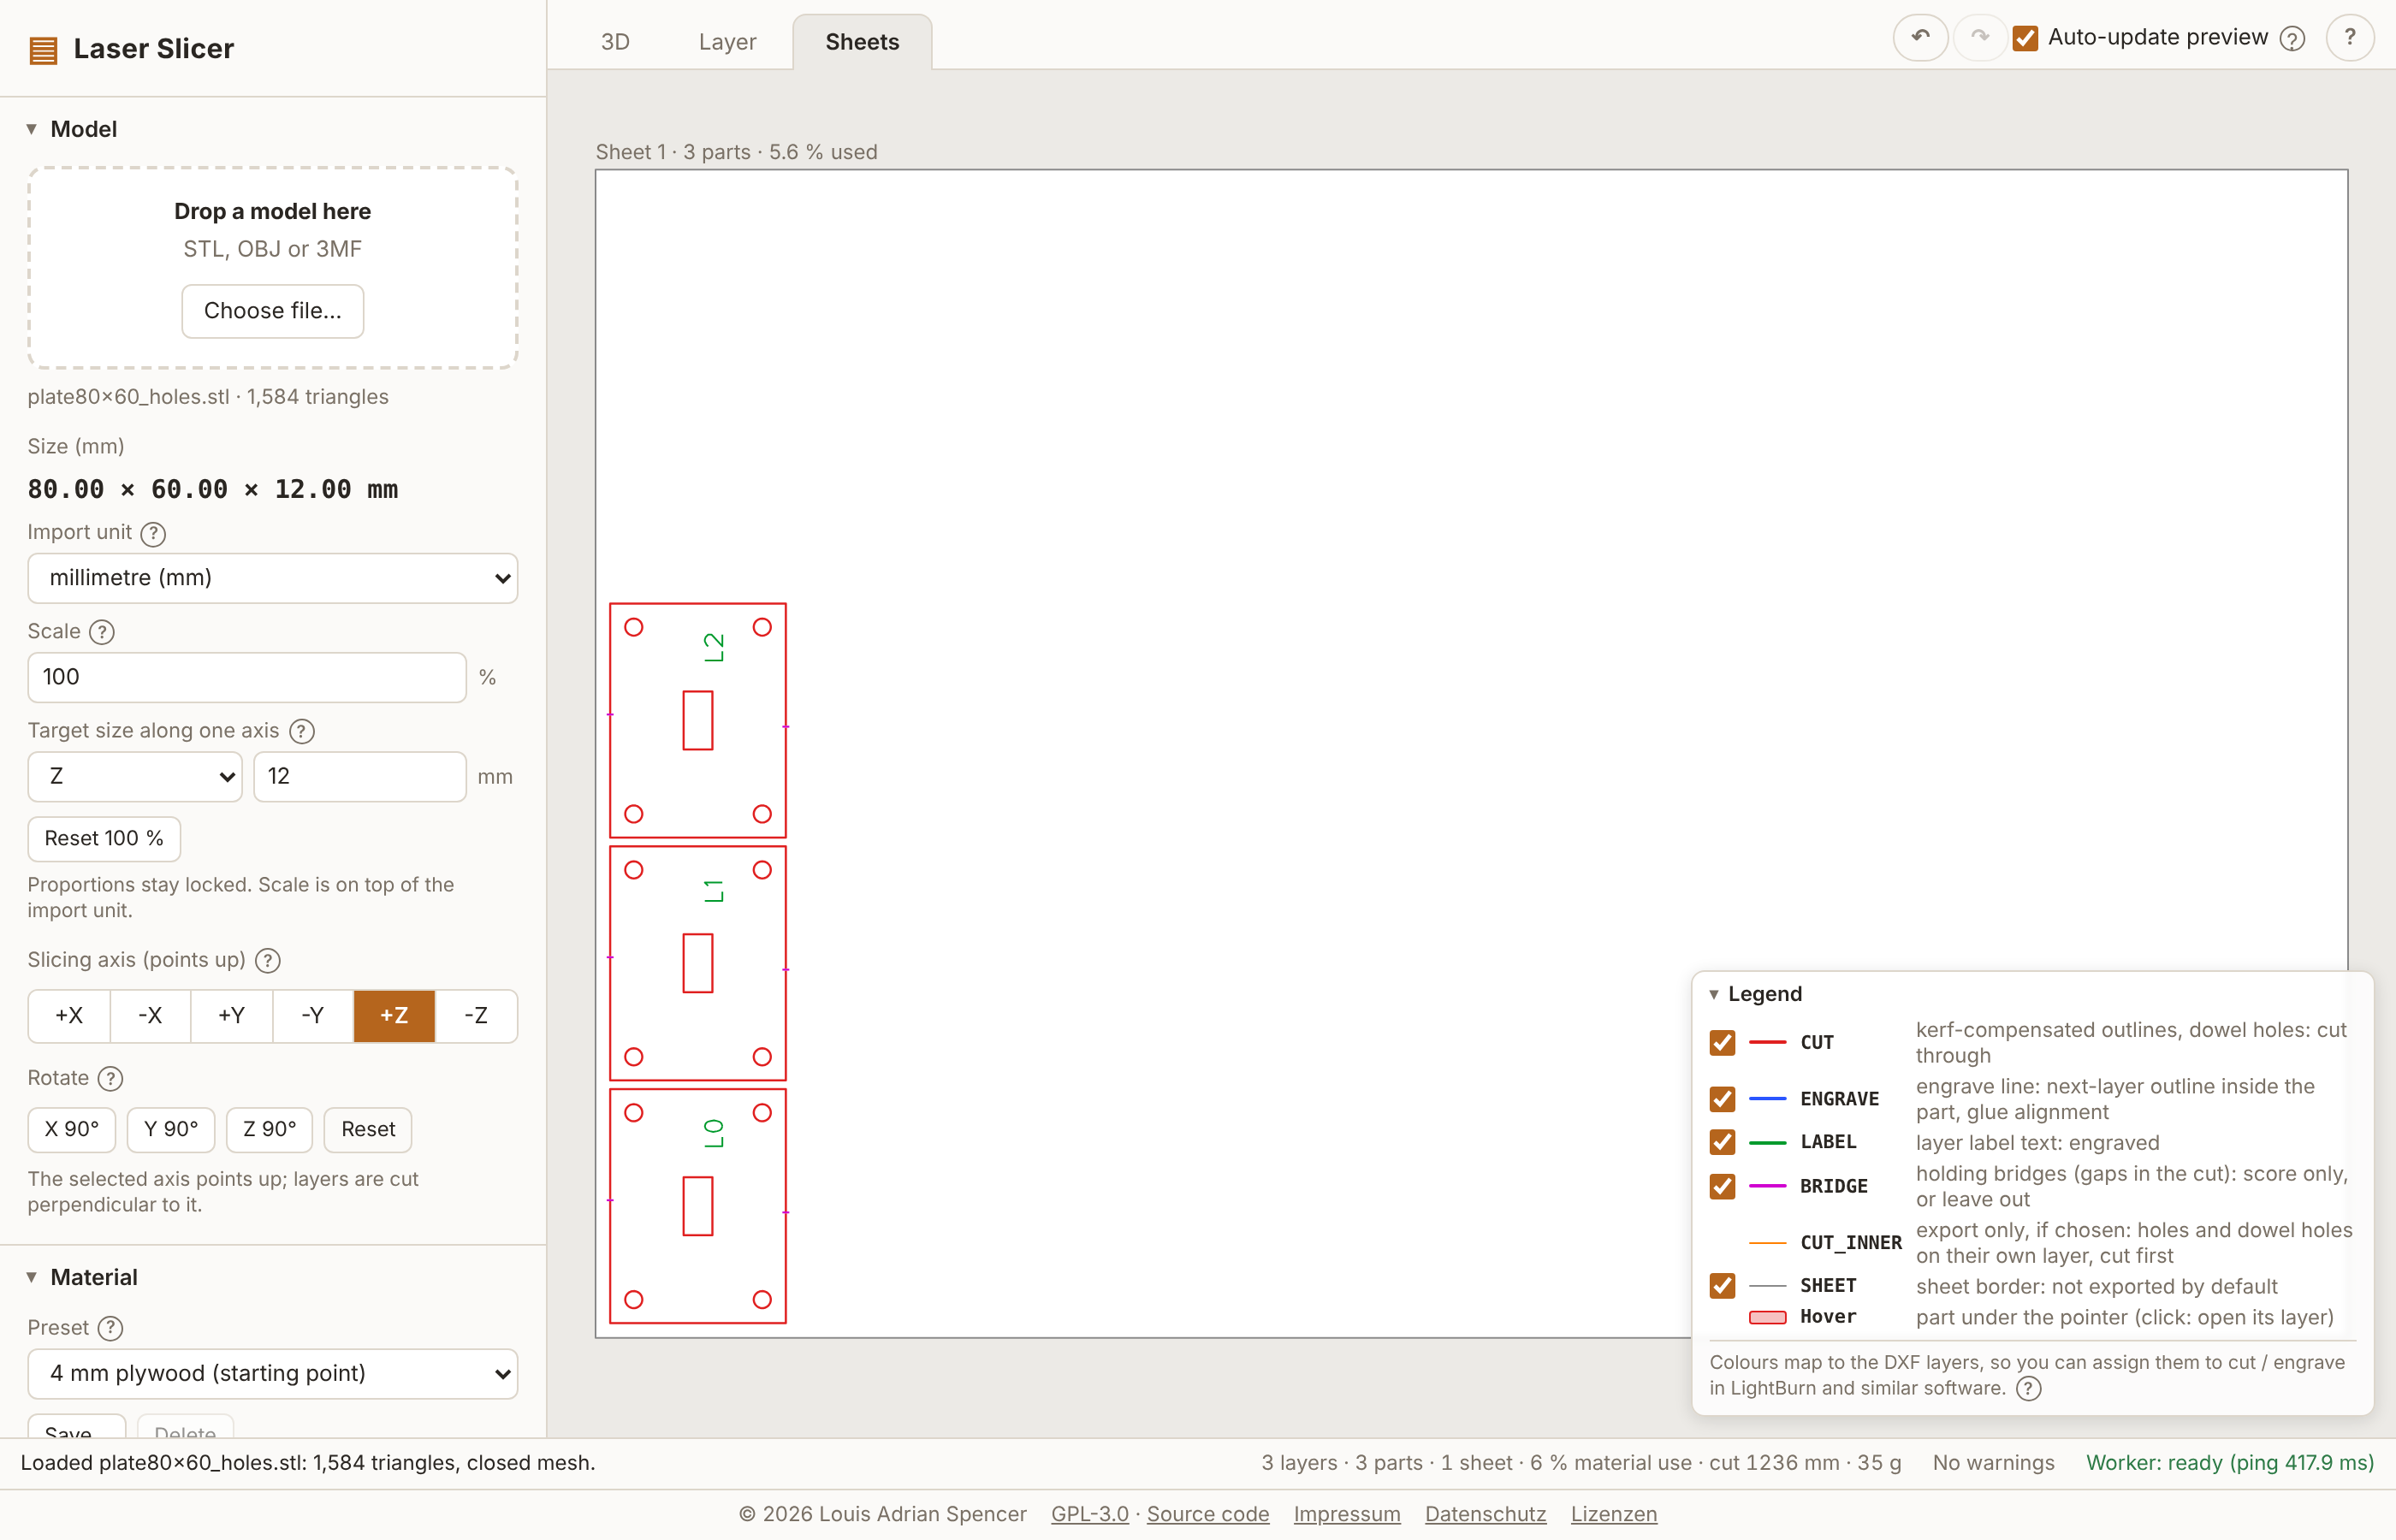 Laser Slicer
3D
Layer
Sheets
↶
↷
Auto-update preview ?
?
▼ Model
Drop a model here
STL, OBJ or 3MF
Choose file...
plate80×60_holes.stl · 1,584 triangles
Size (mm)
80.00 × 60.00 × 12.00 mm
Import unit ?
millimetre (mm)
Scale ?
100 %
Target size along one axis ?
Z 12 mm
Reset 100 %
Proportions stay locked. Scale is on top of the
import unit.
Slicing axis (points up) ?
+X -X +Y -Y +Z -Z
Rotate ?
X 90° Y 90° Z 90° Reset
The selected axis points up; layers are cut
perpendicular to it.
▼ Material
Preset ?
4 mm plywood (starting point)
Save... Delete
Sheet 1 · 3 parts · 5.6 % used
L2
L1
L0
▼ Legend
CUT kerf-compensated outlines, dowel holes: cut
through
ENGRAVE engrave line: next-layer outline inside the
part, glue alignment
LABEL layer label text: engraved
BRIDGE holding bridges (gaps in the cut): score only,
or leave out
CUT_INNER export only, if chosen: holes and dowel holes
on their own layer, cut first
SHEET sheet border: not exported by default
Hover part under the pointer (click: open its layer)
Colours map to the DXF layers, so you can assign them to cut / engrave
in LightBurn and similar software. ?
Loaded plate80×60_holes.stl: 1,584 triangles, closed mesh.
3 layers · 3 parts · 1 sheet · 6 % material use · cut 1236 mm · 35 g
No warnings
Worker: ready (ping 417.9 ms)
© 2026 Louis Adrian Spencer GPL-3.0 · Source code Impressum Datenschutz Lizenzen